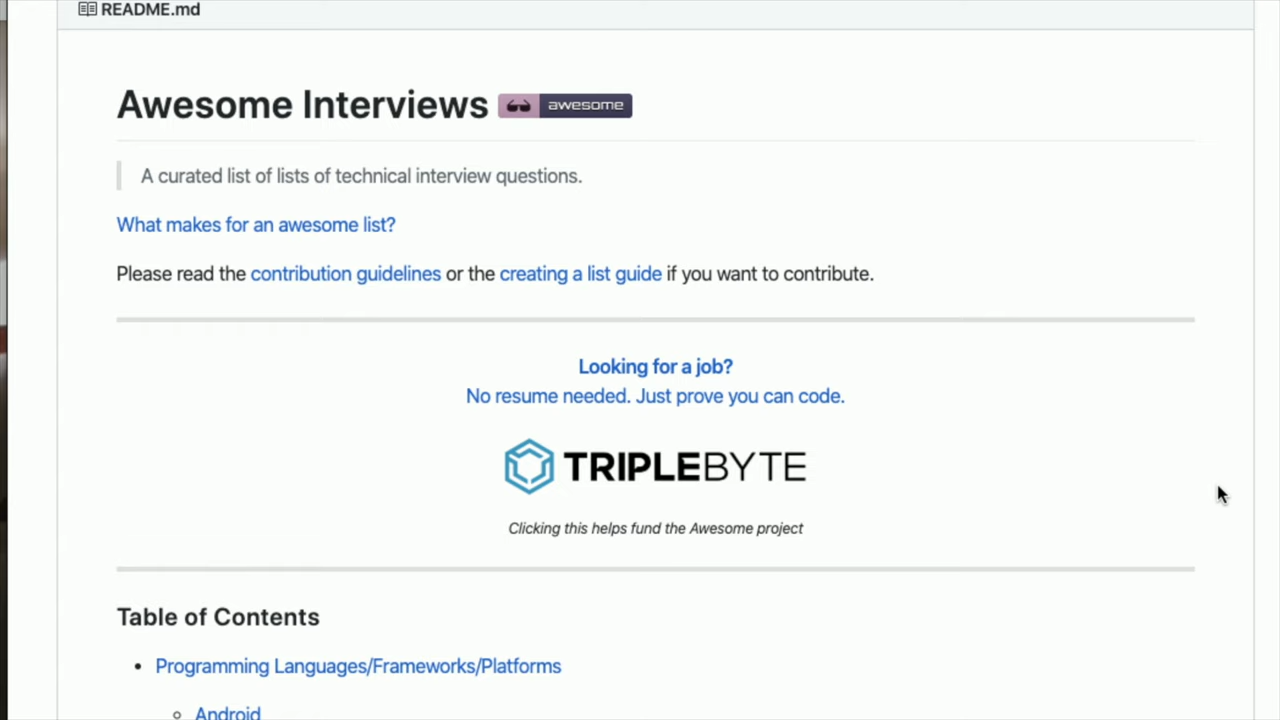 README.md
Awesome Interviews awesome
A curated list of lists of technical interview questions.
What makes for an awesome list?
Please read the contribution guidelines or the creating a list guide if you want to contribute.
Looking for a job?
No resume needed. Just prove you can code.
TRIPLEBYTE
Clicking this helps fund the Awesome project
Table of Contents
• Programming Languages/Frameworks/Platforms
◦ Android